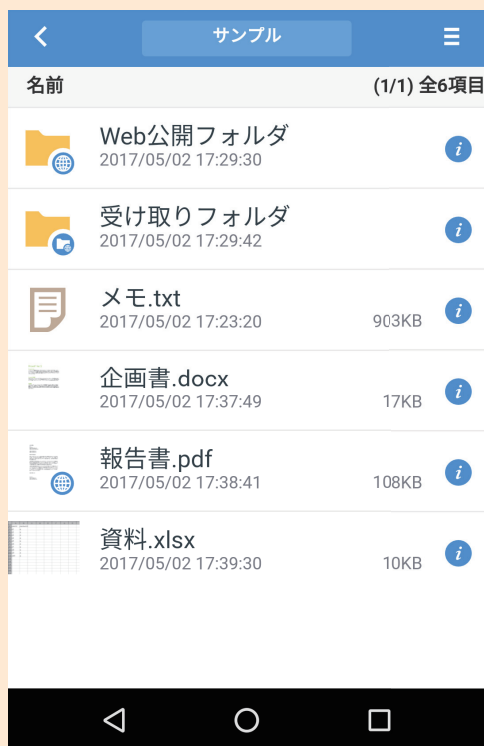 サンプル
名前 (1/1) 全6項目
Web公開フォルダ
2017/05/02 17:29:30
受け取りフォルダ
2017/05/02 17:29:42
メモ.txt
2017/05/02 17:23:20 903KB
企画書.docx
2017/05/02 17:37:49 17KB
報告書.pdf
2017/05/02 17:38:41 108KB
資料.xlsx
2017/05/02 17:39:30 10KB